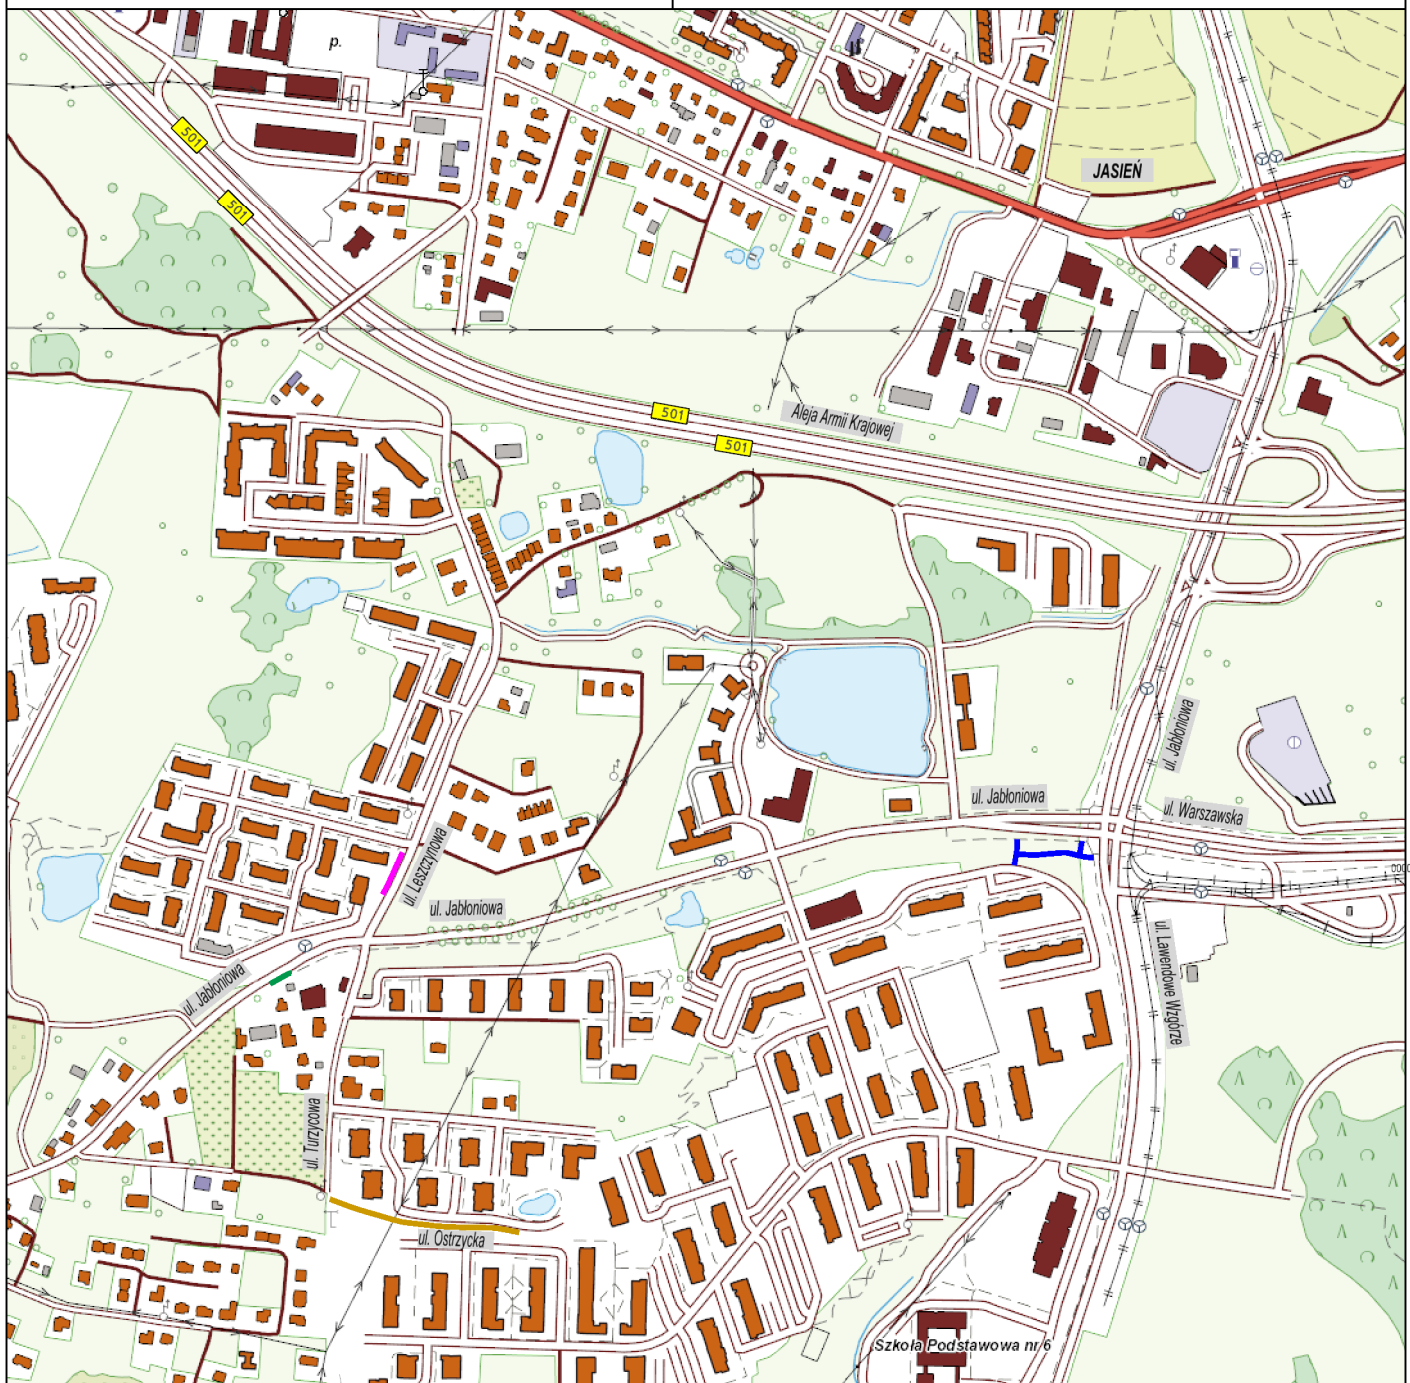 p.
501
501
JASIEŃ
Aleja Armii Krajowej
501
501
ul. Jabłoniowa
ul. Jabłoniowa
ul. Warszawska
ul. Leszczynowa
ul. Jabłoniowa
ul. Jabłoniowa
ul. Lawendowe Wzgórze
ul. Turzycowa
ul. Ostrzycka
Szkoła Podstawowa nr 6